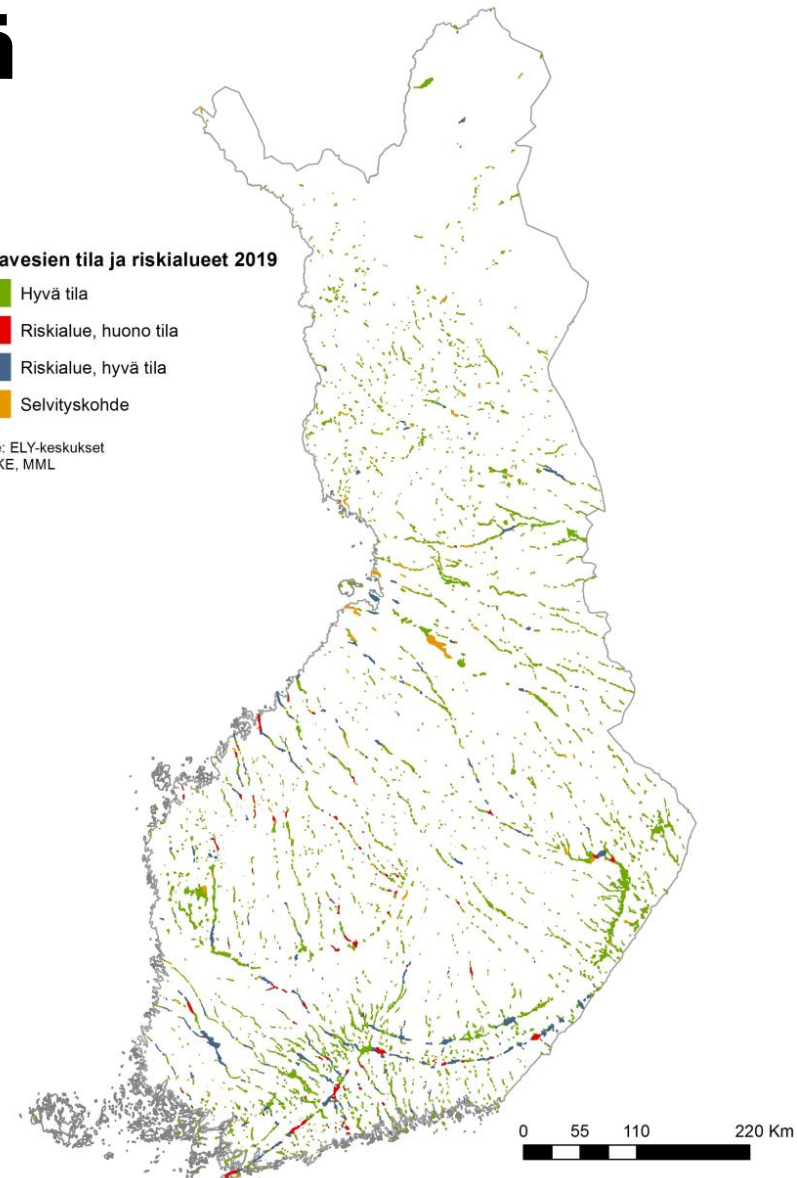 ä
avesien tila ja riskialueet 2019
Hyvä tila
Riskialue, huono tila
Riskialue, hyvä tila
Selvityskohde
e: ELY-keskukset
KE, MML
0 55 110 220 Km